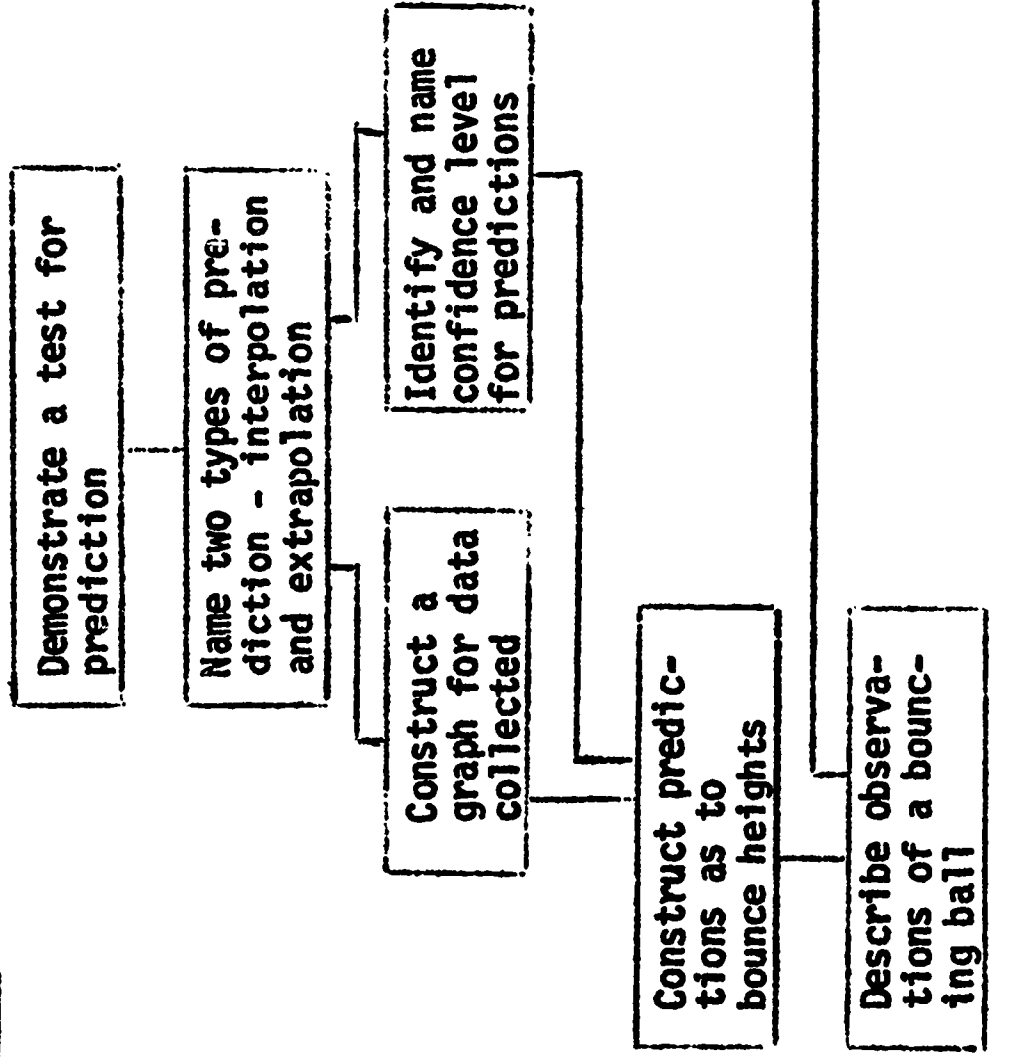 Demonstrate a test for
prediction
Name two types of pre-
diction - interpolation
and extrapolation
Construct a
graph for data
collected
Identify and name
confidence level
for predictions
Construct predic-
tions as to
bounce heights
Describe observa-
tions of a bounc-
ing ball